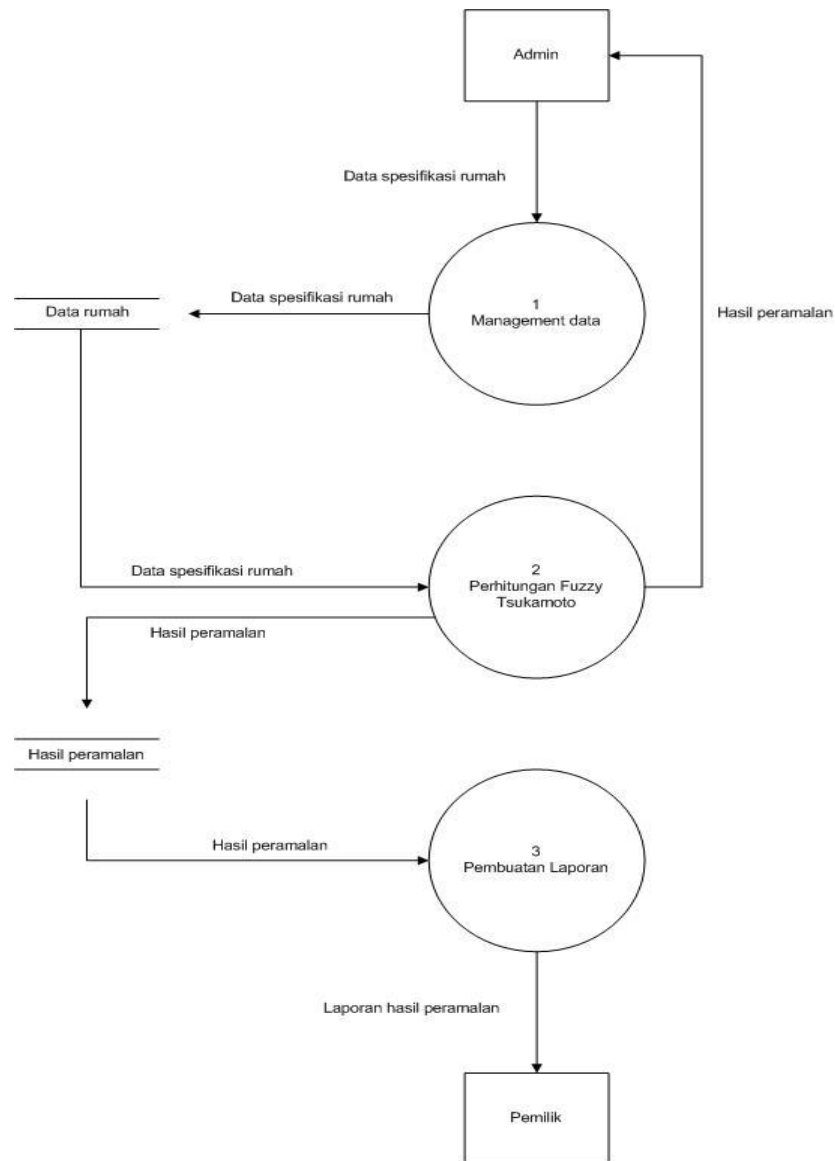 Admin
Data spesifikasi rumah
1
Management data
Data spesifikasi rumah
Data rumah
Hasil peramalan
2
Perhitungan Fuzzy
Tsukamoto
Data spesifikasi rumah
Hasil peramalan
Hasil peramalan
3
Pembuatan Laporan
Hasil peramalan
Laporan hasil peramalan
Pemilik